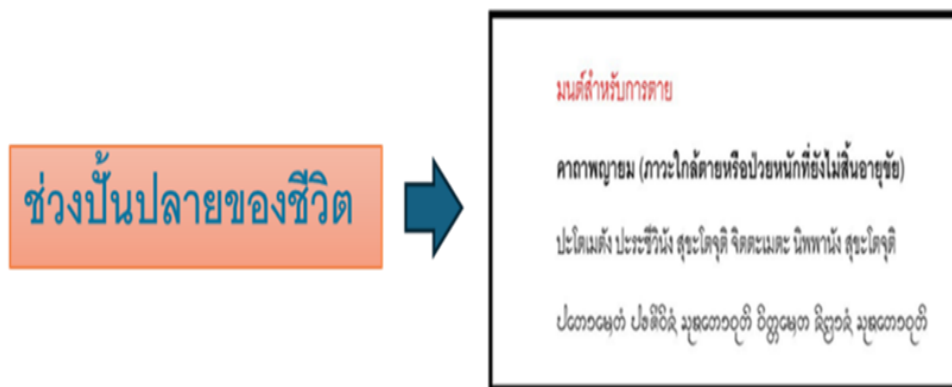 ช่วงปั้นปลายของชีวิต
มนต์สำหรับการตาย
คาถาพญายม (ภาวะใกล้ตายหรือป่วยหนักที่ยังไม่สิ้นอายุขัย)
ปะโตเมตัง ปะระชีวินัง สุขะโตจุติ จิตตะเมตะ นิพพานัง สุขะโตจุติ